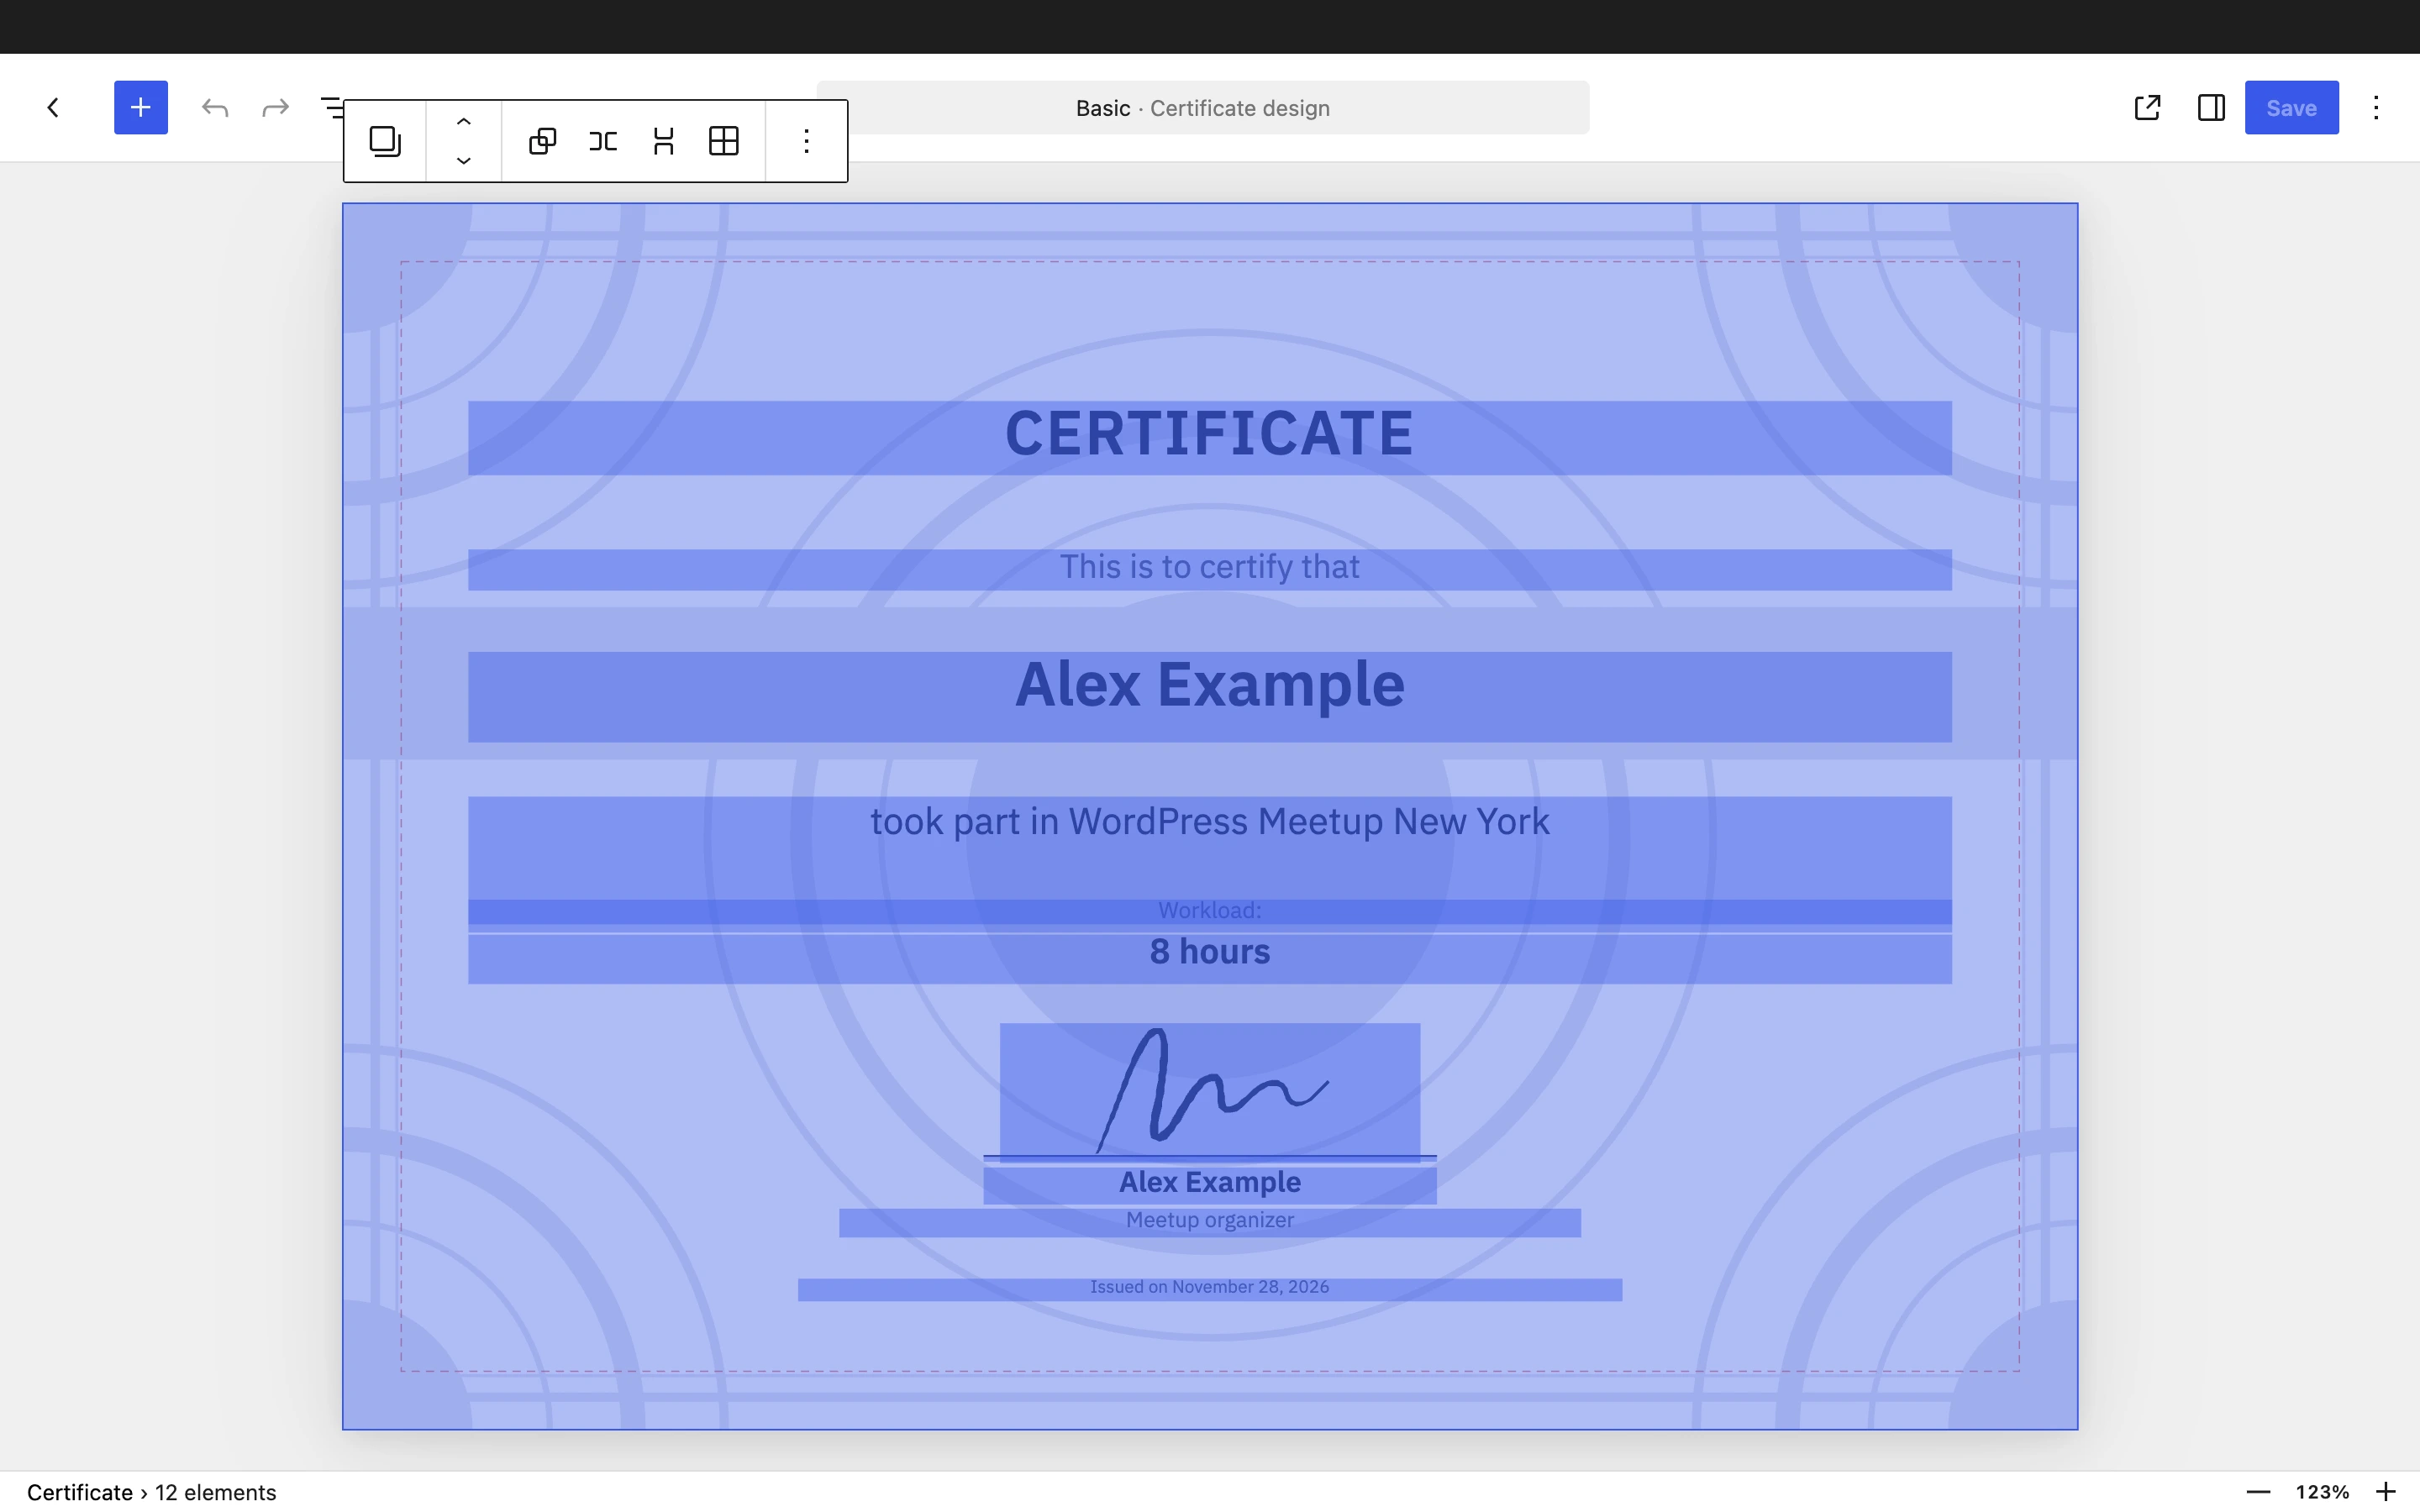 Basic · Certificate design
Save
CERTIFICATE
This is to certify that
Alex Example
took part in WordPress Meetup New York
Workload:
8 hours
Alex Example
Meetup organizer
Issued on November 28, 2026
Certificate › 12 elements
123%